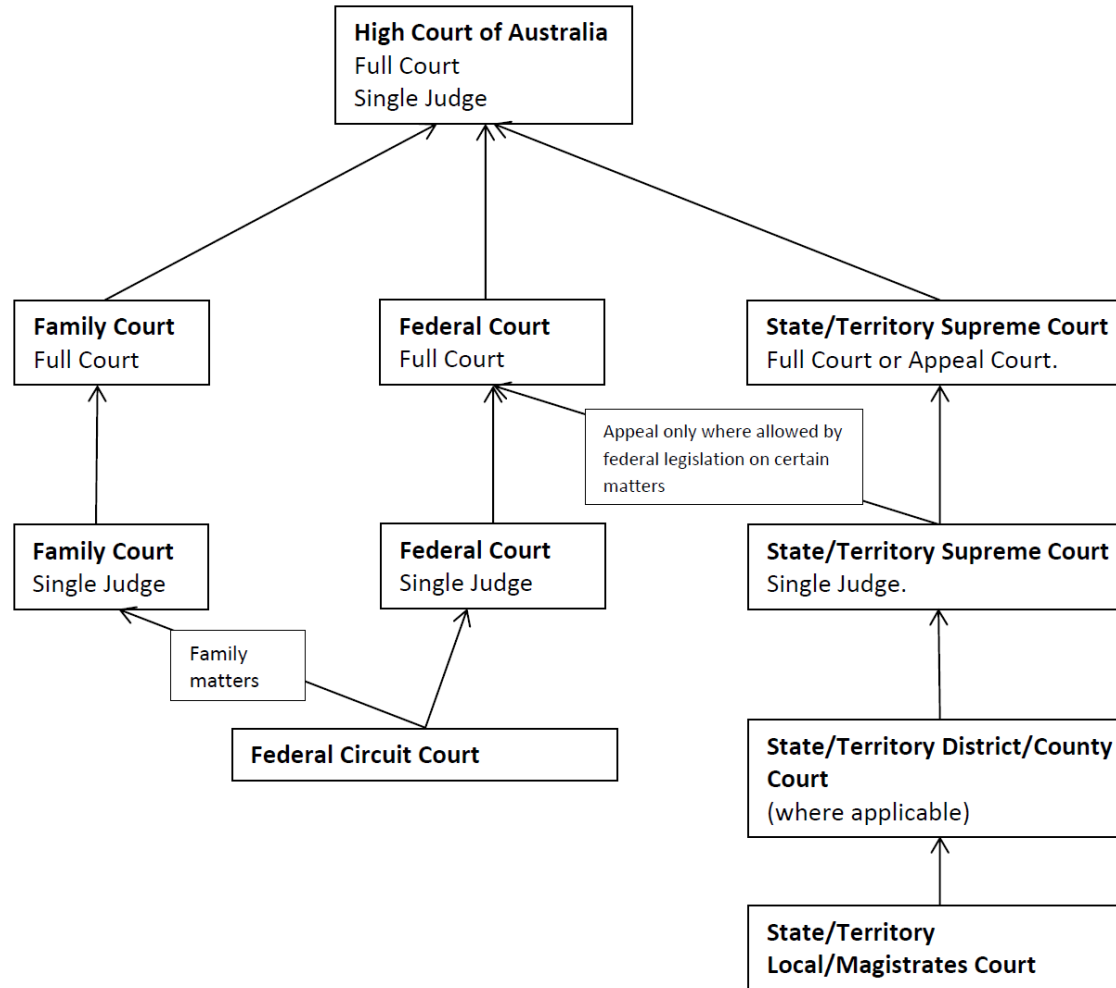 High Court of Australia
Full Court
Single Judge
Family Court
Full Court
Federal Court
Full Court
State/Territory Supreme Court
Full Court or Appeal Court.
Appeal only where allowed by
federal legislation on certain
matters
Family Court
Single Judge
Federal Court
Single Judge
State/Territory Supreme Court
Single Judge.
Family
matters
Federal Circuit Court
State/Territory District/County
Court
(where applicable)
State/Territory
Local/Magistrates Court